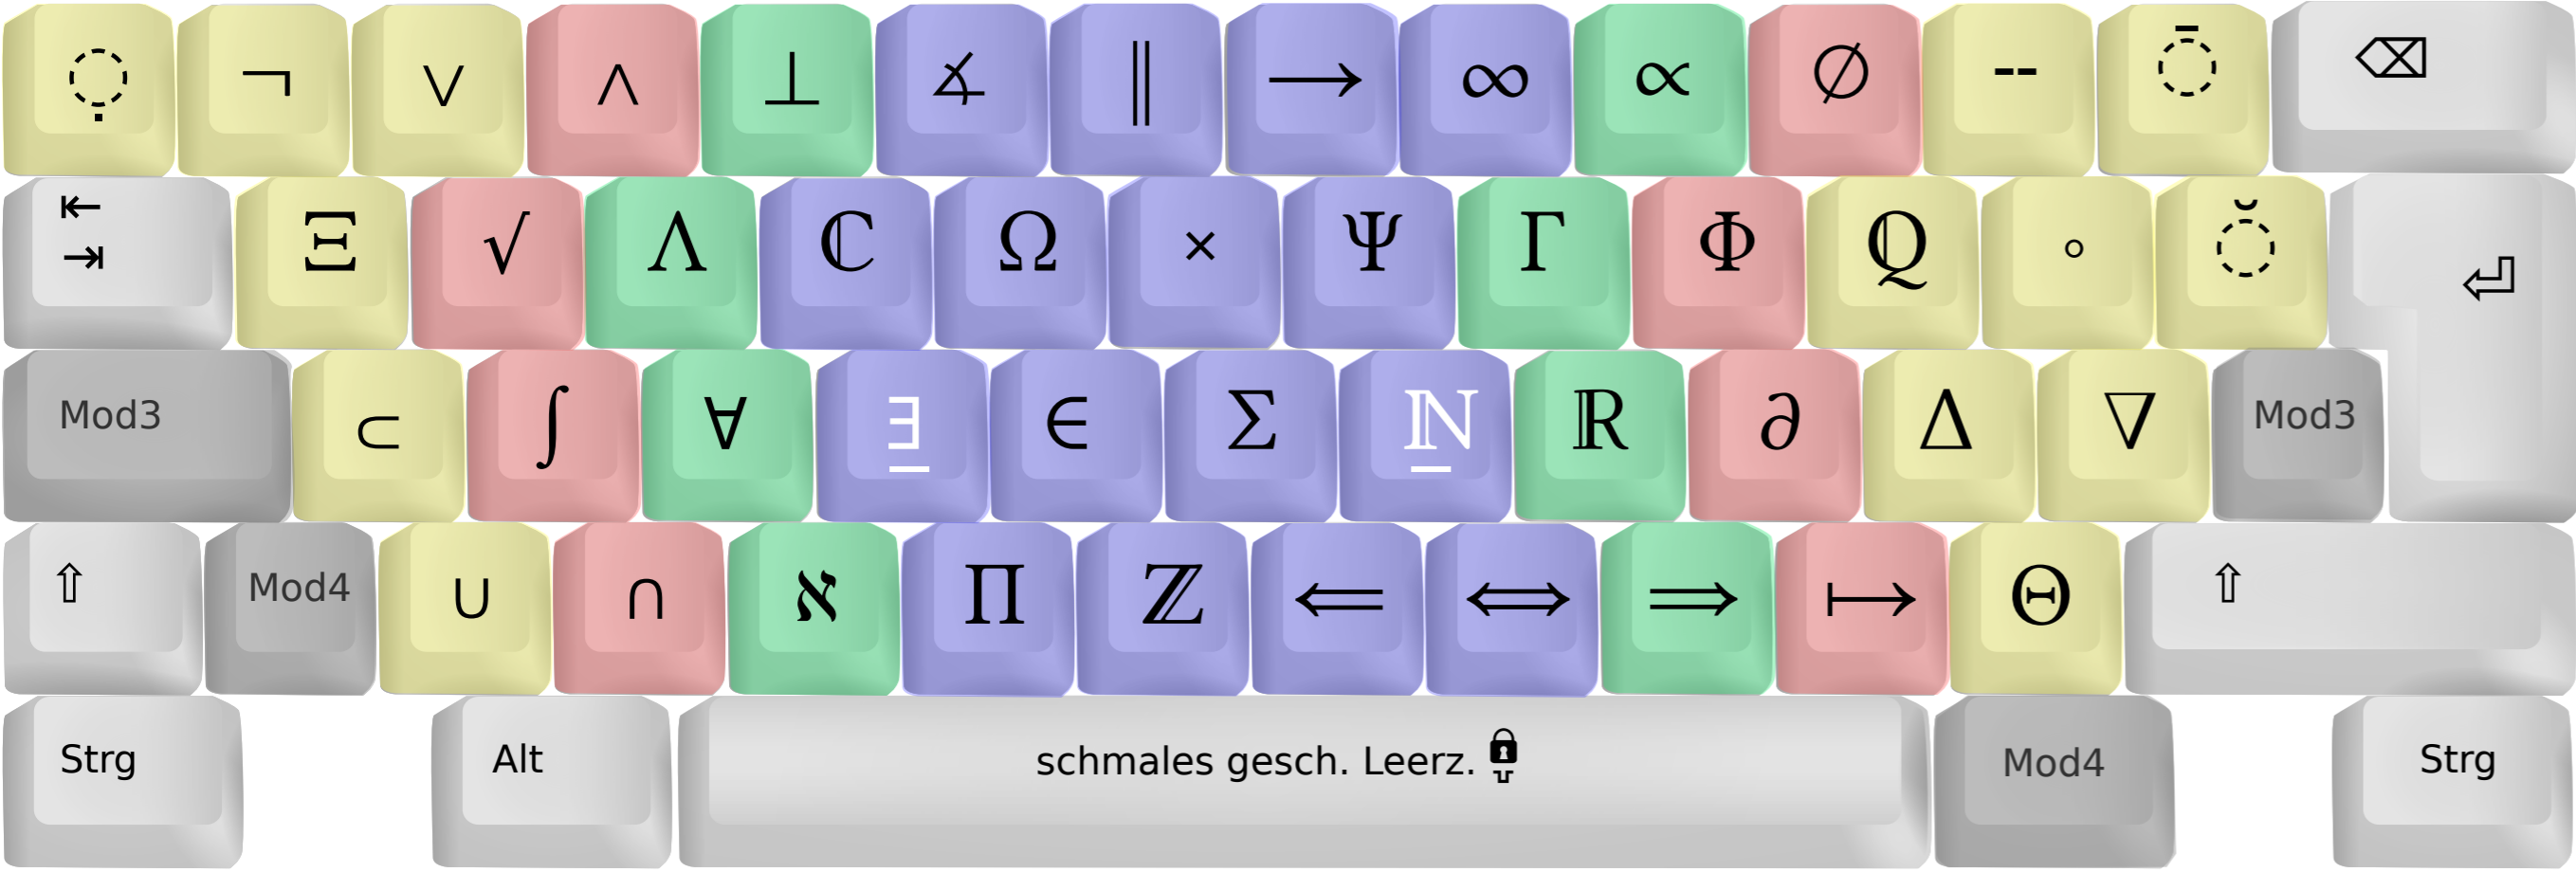 ◌̣ ¬ ∨ ∧ ⊥ ∡ ∥ → ∞ ∝ ∅ -- ◌̄ ⌫
⇤ ⇥ Ξ √ Λ ℂ Ω × Ψ Γ Φ ℚ ∘ ◌̆ ⏎
Mod3 ⊂ ∫ ∀ ∃ ∈ Σ ℕ ℝ ∂ Δ ∇ Mod3
⇧ Mod4 ∪ ∩ ℵ Π ℤ ⇐ ⇔ ⇒ ↦ Θ ⇧
Strg Alt schmales gesch. Leerz. Mod4 Strg